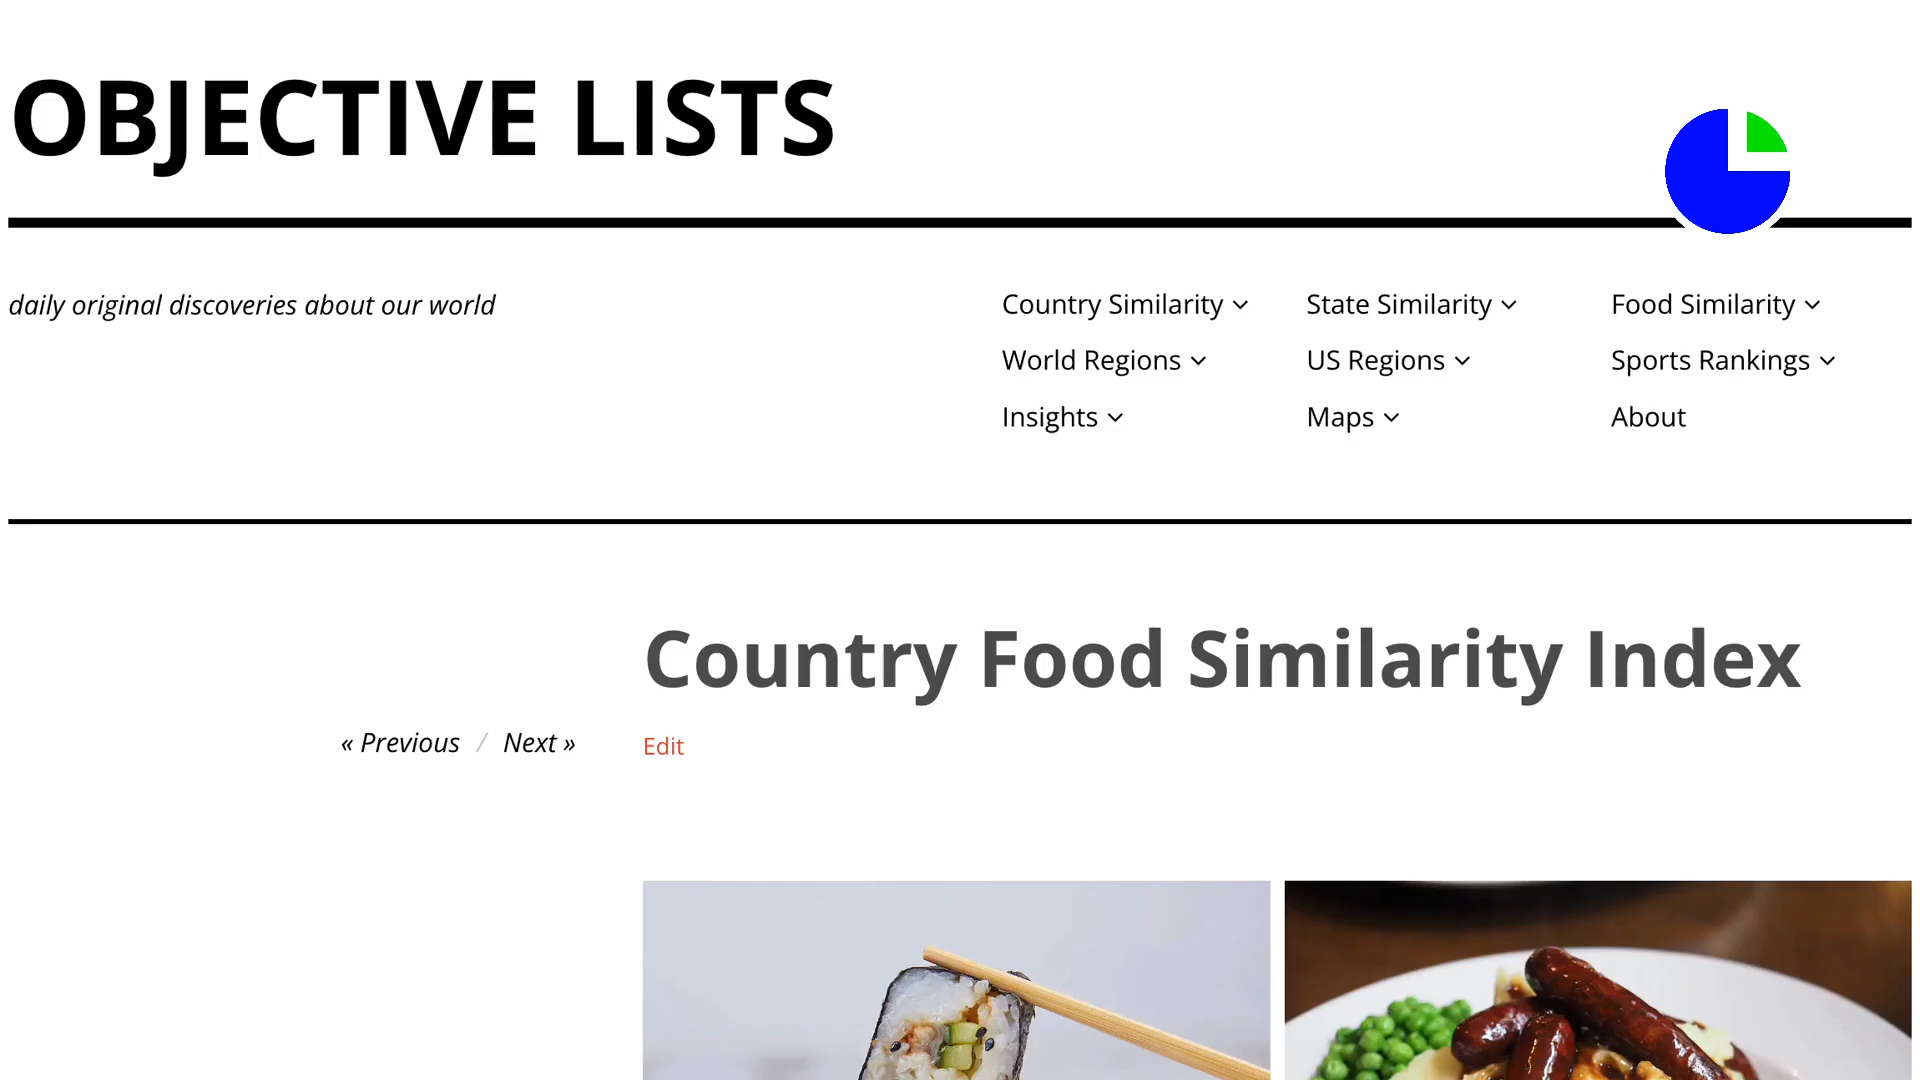 OBJECTIVE LISTS
daily original discoveries about our world
Country Similarity
State Similarity
Food Similarity
World Regions
US Regions
Sports Rankings
Insights
Maps
About
Country Food Similarity Index
« Previous / Next »
Edit